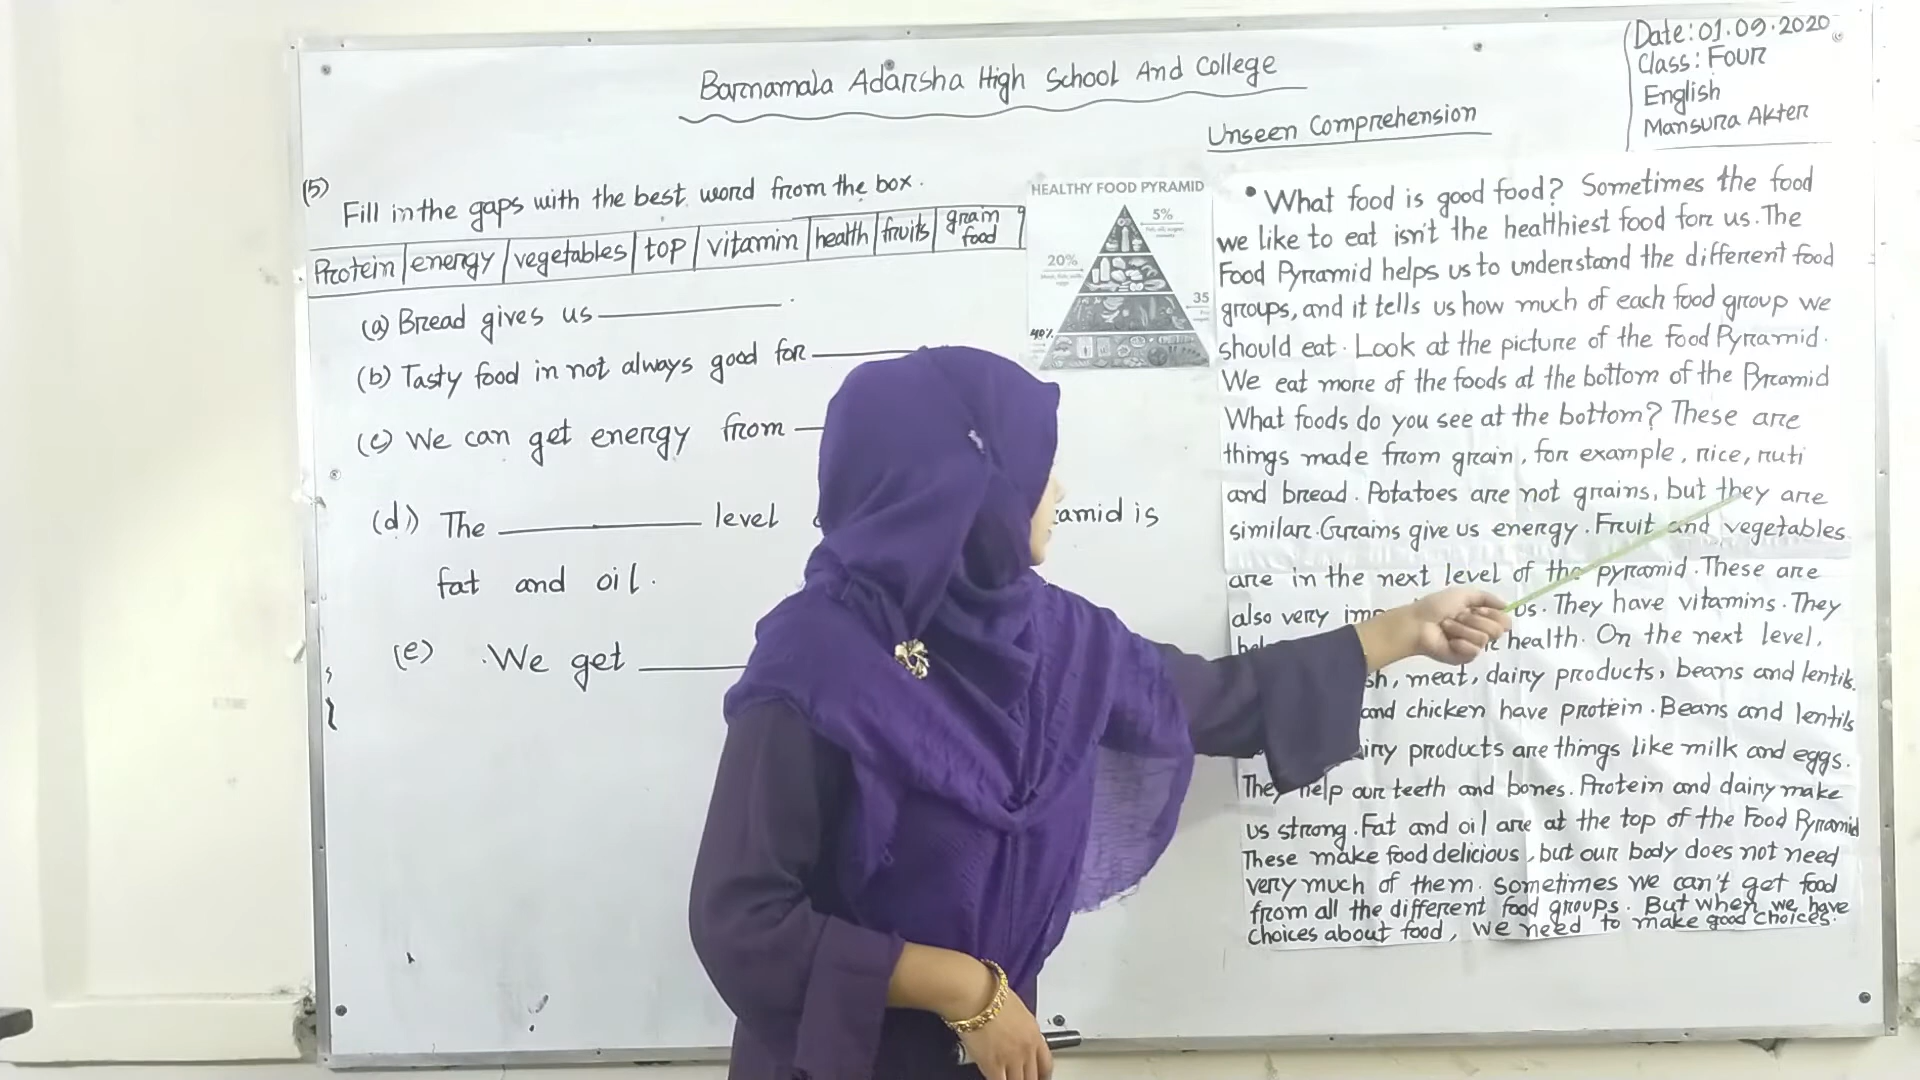 Barnamala Adarsha High School And College
Date: 01.09.2020
Class: Four
English
Mansura Akter
Unseen Comprehension
(5) Fill in the gaps with the best word from the box.
Protein energy vegetables top vitamin health fruits grain food
(a) Bread gives us
(b) Tasty food in not always good for
(c) We can get energy from
(d) The level amid is
fat and oil.
(e) We get
HEALTHY FOOD PYRAMID
5%
20%
35
40%
• What food is good food? Sometimes the food
we like to eat isn't the healthiest food for us. The
Food Pyramid helps us to understand the different food
groups, and it tells us how much of each food group we
should eat. Look at the picture of the Food Pyramid.
We eat more of the foods at the bottom of the Pyramid
What foods do you see at the bottom? These are
things made from grain, for example, rice, ruti
and bread. Potatoes are not grains, but they are
similar. Grains give us energy. Fruit and vegetables
are in the next level of the pyramid. These are
also very us. They have vitamins. They
health. On the next level,
meat, dairy products, beans and lentils.
and chicken have protein. Beans and lentils
products are things like milk and eggs.
They help our teeth and bones. Protein and dairy make
us strong. Fat and oil are at the top of the Food Pyramid
These make food delicious, but our body does not need
very much of them. Sometimes we can't get food
from all the different food groups. But when we have
choices about food, we need to make good choices.